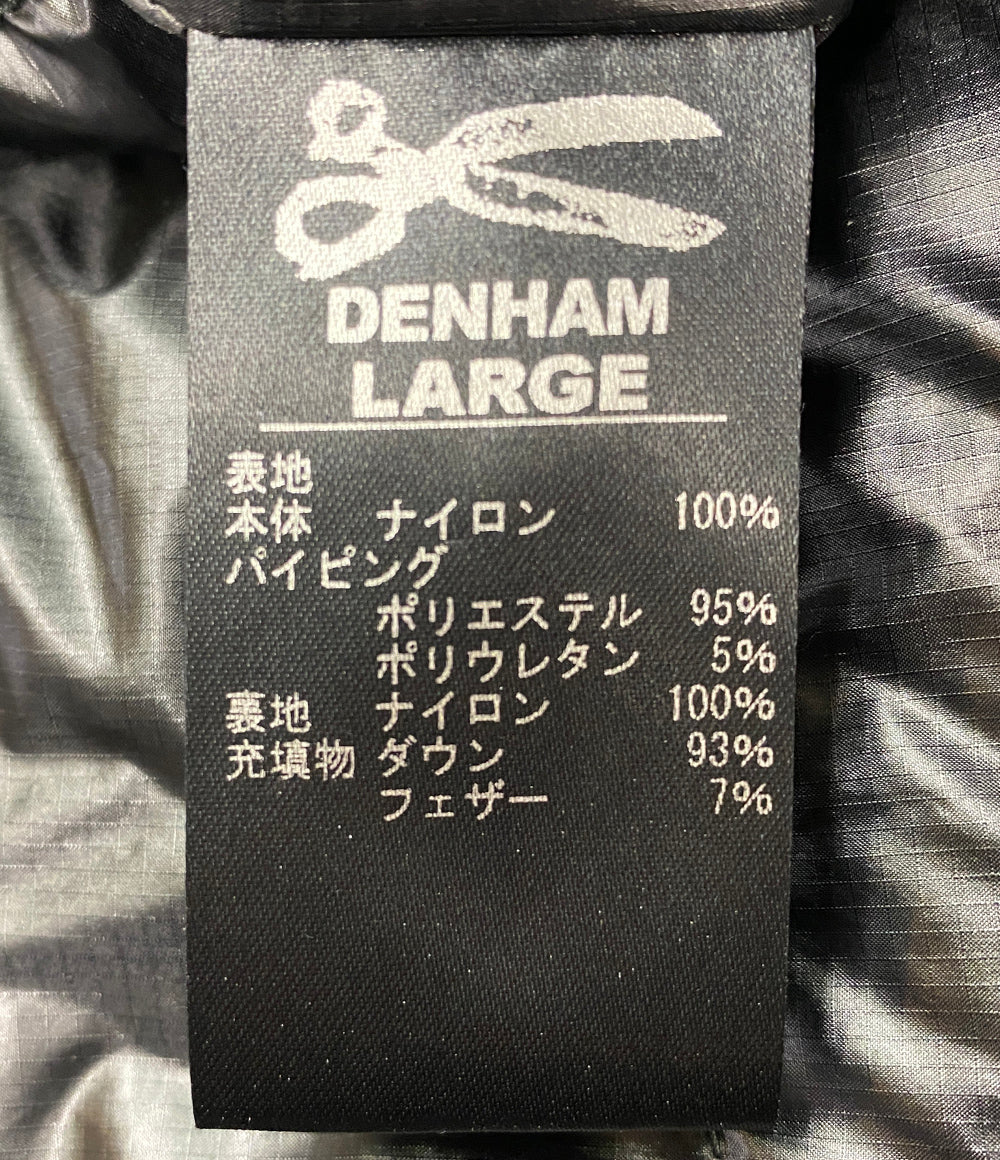 DENHAM
LARGE
表地
本体 ナイロン 100%
パイピング
ポリエステル 95%
ポリウレタン 5%
裏地 ナイロン 100%
充填物 ダウン 93%
フェザー 7%